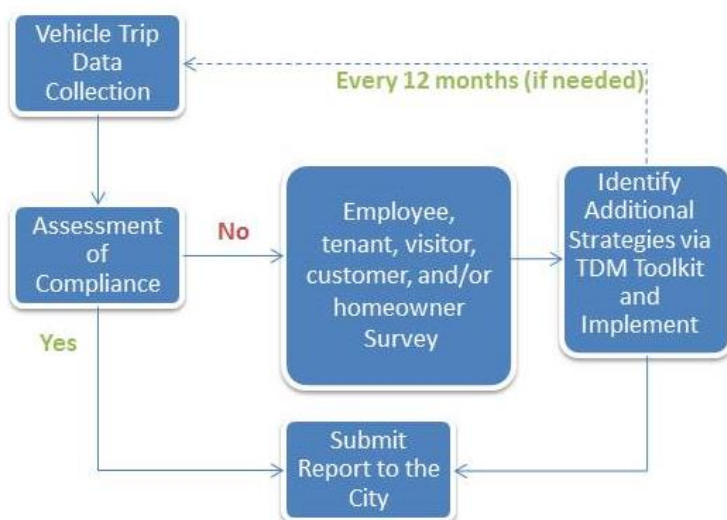 Vehicle Trip
Data
Collection
Every 12 months (if needed)
Assessment
of
Compliance
No
Employee,
tenant, visitor,
customer, and/or
homeowner
Survey
Identify
Additional
Strategies via
TDM Toolkit
and
Implement
Yes
Submit
Report to the
City